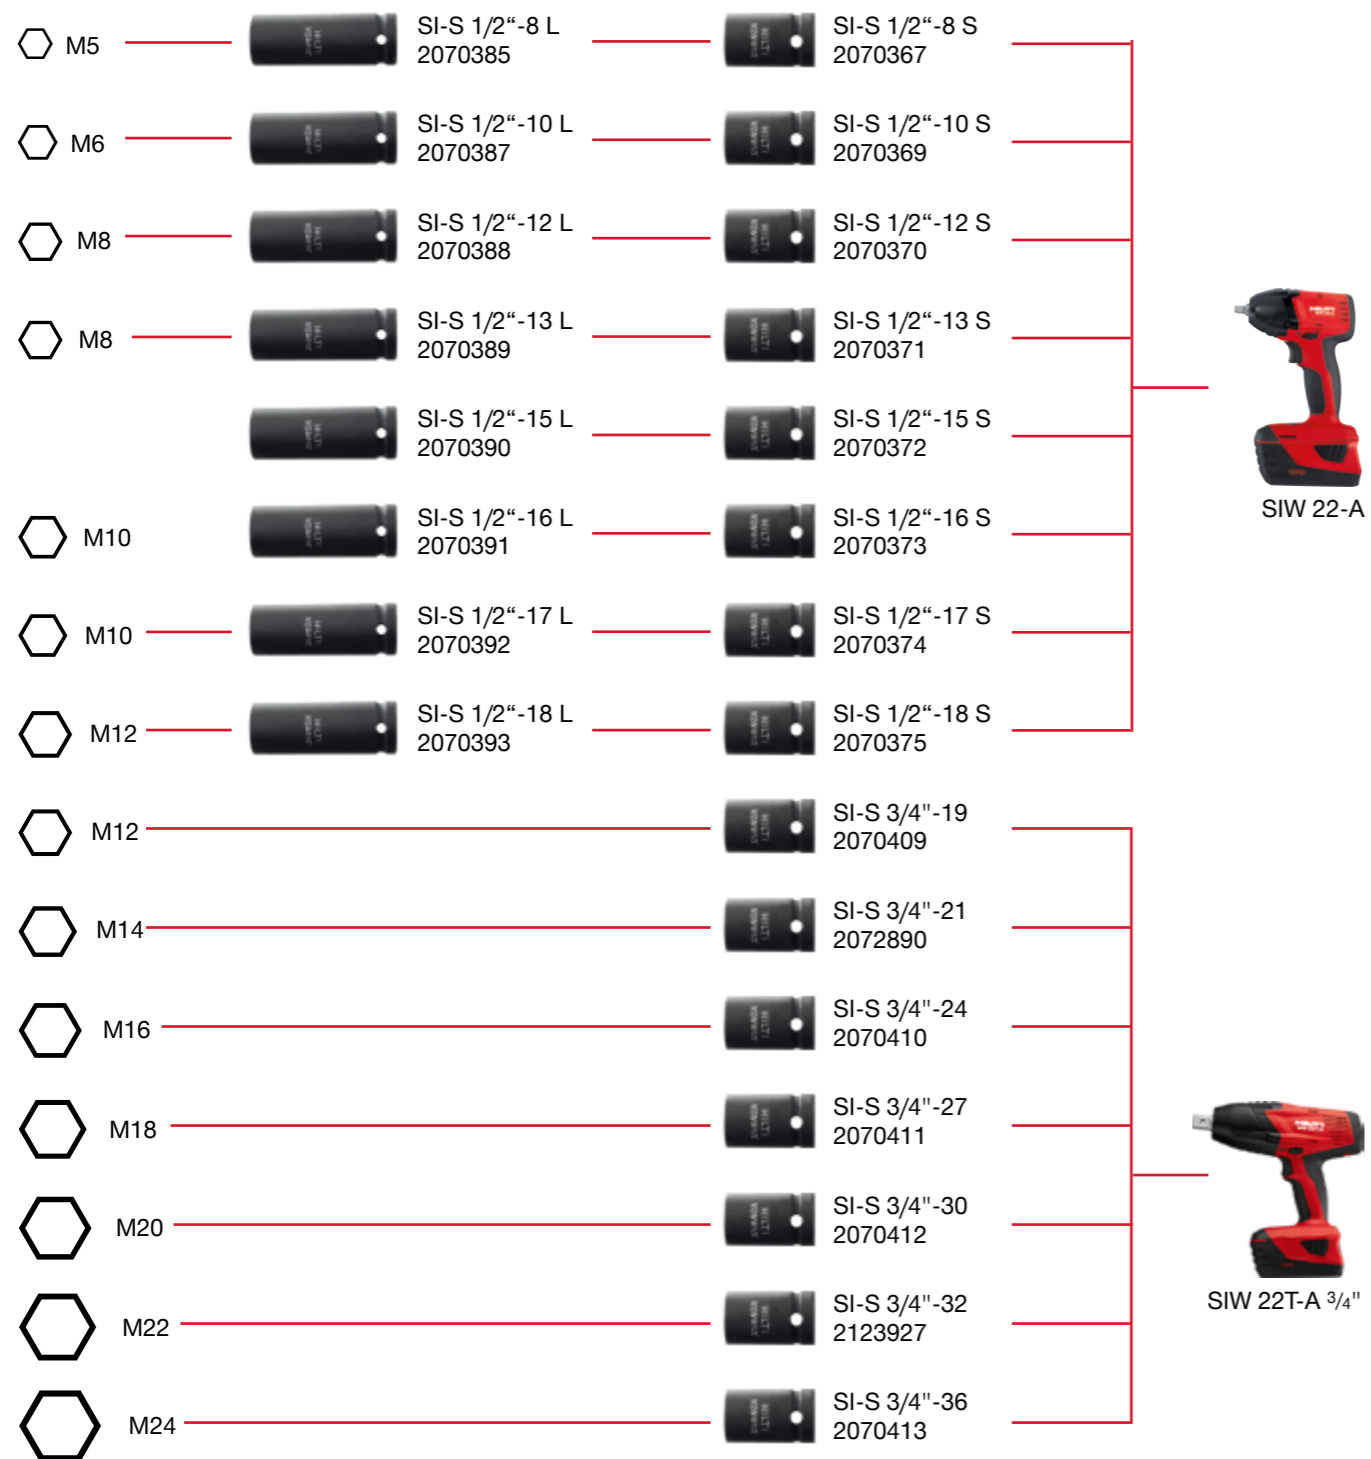 M5
SI-S 1/2“-8 L
2070385
SI-S 1/2“-8 S
2070367
M6
SI-S 1/2“-10 L
2070387
SI-S 1/2“-10 S
2070369
M8
SI-S 1/2“-12 L
2070388
SI-S 1/2“-12 S
2070370
M8
SI-S 1/2“-13 L
2070389
SI-S 1/2“-13 S
2070371
SI-S 1/2“-15 L
2070390
SI-S 1/2“-15 S
2070372
SIW 22-A
M10
SI-S 1/2“-16 L
2070391
SI-S 1/2“-16 S
2070373
M10
SI-S 1/2“-17 L
2070392
SI-S 1/2“-17 S
2070374
M12
SI-S 1/2“-18 L
2070393
SI-S 1/2“-18 S
2070375
M12
SI-S 3/4"-19
2070409
M14
SI-S 3/4"-21
2072890
M16
SI-S 3/4"-24
2070410
M18
SI-S 3/4"-27
2070411
M20
SI-S 3/4"-30
2070412
SIW 22T-A 3/4"
M22
SI-S 3/4"-32
2123927
M24
SI-S 3/4"-36
2070413